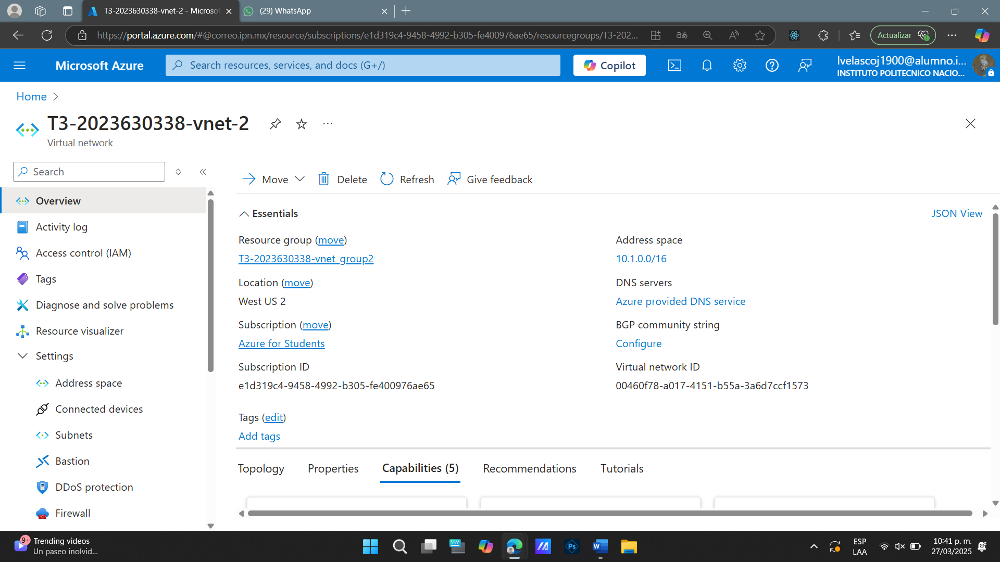 T3-2023630338-vnet-2 - Microsof
(29) WhatsApp
https://portal.azure.com/#@correo.ipn.mx/resource/subscriptions/e1d319c4-9458-4992-b305-fe400976ae65/resourcegroups/T3-202...
Actualizar
Microsoft Azure
Search resources, services, and docs (G+/)
Copilot
lvelascoj1900@alumno.i...
INSTITUTO POLITECNICO NACIO...
Home
T3-2023630338-vnet-2
Virtual network
Search
Move
Delete
Refresh
Give feedback
Overview
Activity log
Access control (IAM)
Tags
Diagnose and solve problems
Resource visualizer
Settings
Address space
Connected devices
Subnets
Bastion
DDoS protection
Firewall
Essentials
JSON View
Resource group (move)
T3-2023630338-vnet_group2
Location (move)
West US 2
Subscription (move)
Azure for Students
Subscription ID
e1d319c4-9458-4992-b305-fe400976ae65
Address space
10.1.0.0/16
DNS servers
Azure provided DNS service
BGP community string
Configure
Virtual network ID
00460f78-a017-4151-b55a-3a6d7ccf1573
Tags (edit)
Add tags
Topology
Properties
Capabilities (5)
Recommendations
Tutorials
9+
Trending videos
Un paseo inolvid...
Ps
W
ESP
LAA
10:41 p. m.
27/03/2025